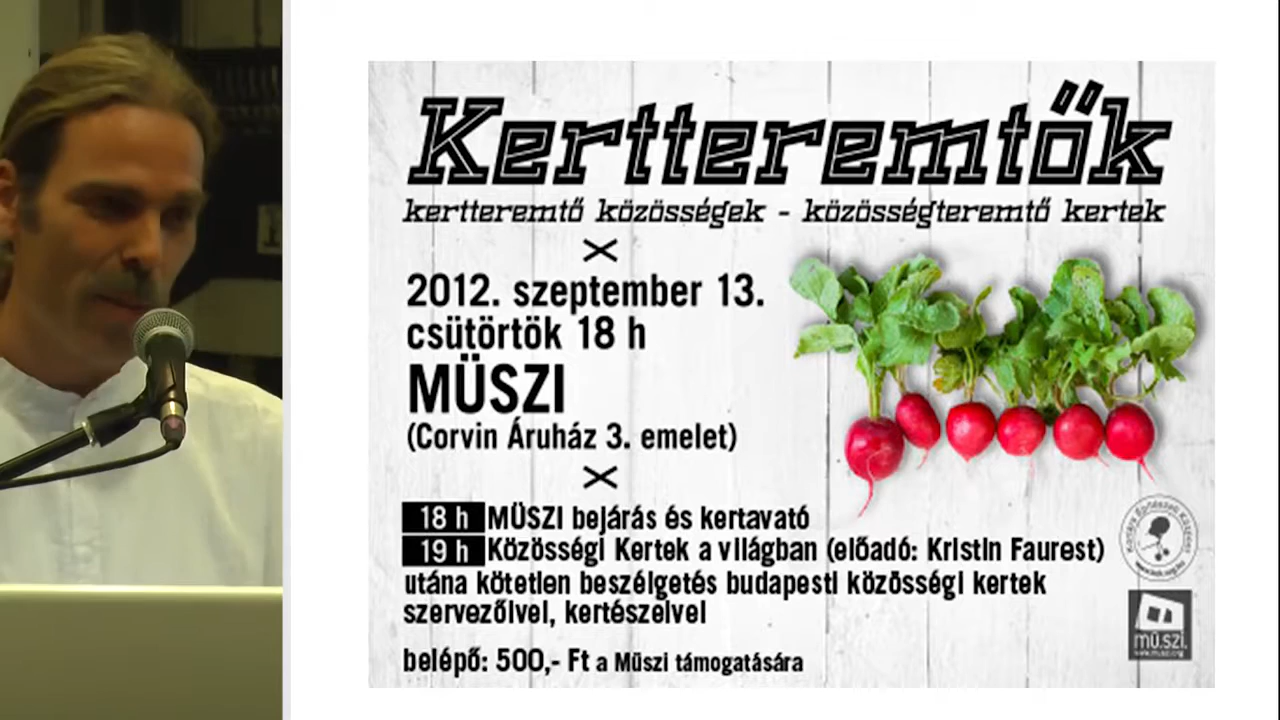 Kertteremtők
kertteremtő közösségek - közösségteremtő kertek
2012. szeptember 13.
csütörtök 18 h
MÜSZI
(Corvin Áruház 3. emelet)
18 h MÜSZI bejárás és kertavató
19 h Közösségi Kertek a világban (előadó: Kristin Faurest)
utána kötetlen beszélgetés budapesti közösségi kertek
szervezőivel, kertészeivel
belépő: 500,- Ft a Müszi támogatására
mü.szi.